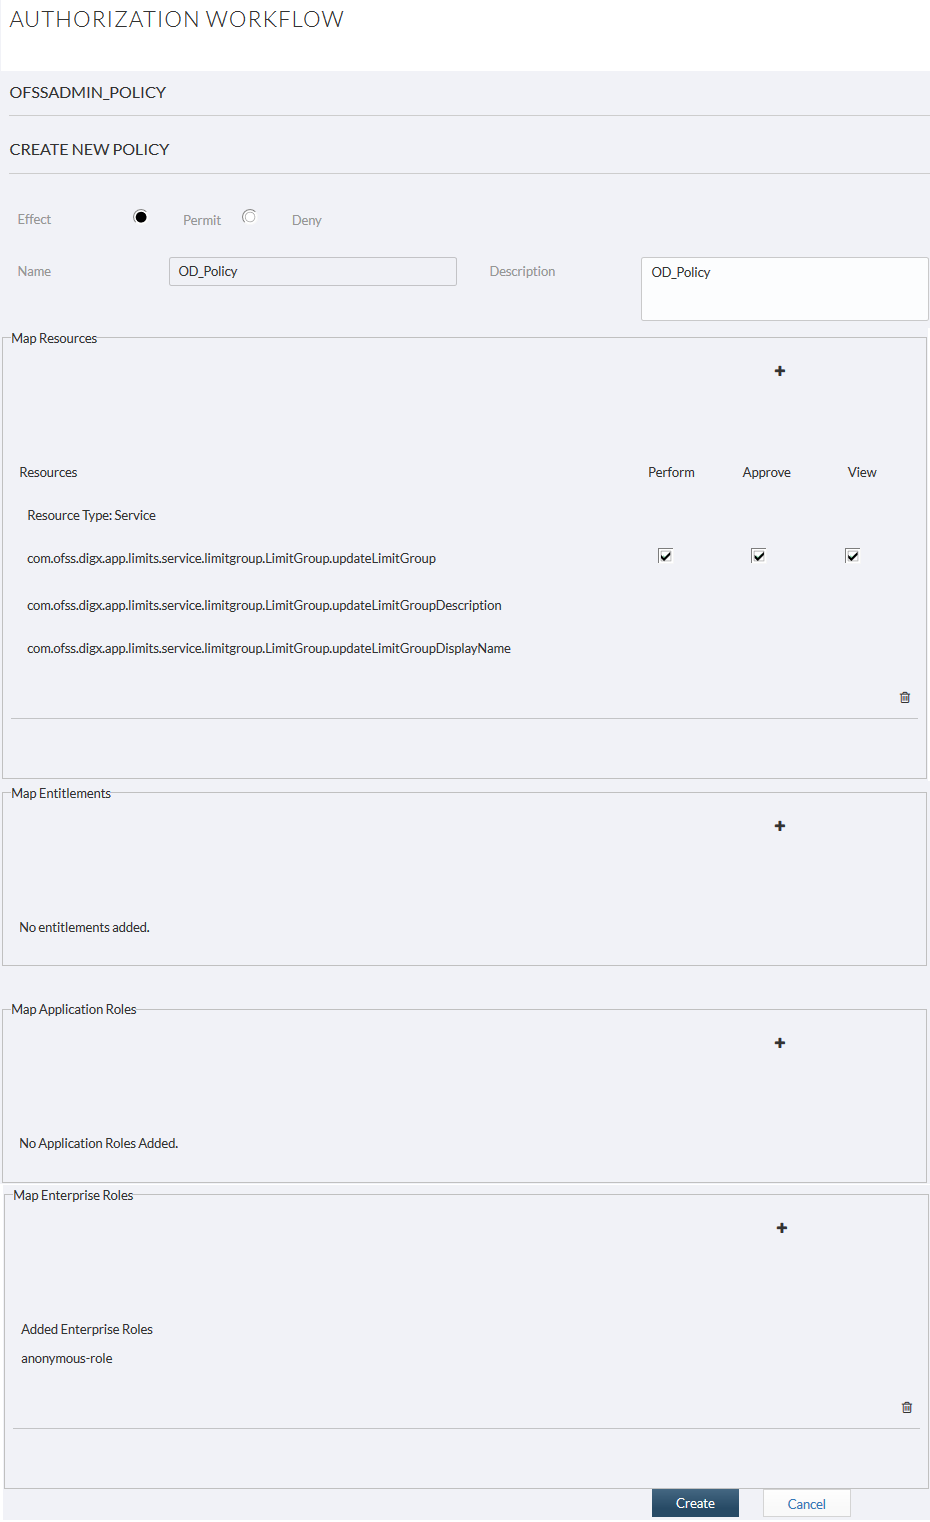 AUTHORIZATION WORKFLOW
OFSSADMIN_POLICY
CREATE NEW POLICY
Effect Permit Deny
Name OD_Policy Description OD_Policy
Map Resources
Resources Perform Approve View
Resource Type: Service
com.ofss.digx.app.limits.service.limitgroup.LimitGroup.updateLimitGroup
com.ofss.digx.app.limits.service.limitgroup.LimitGroup.updateLimitGroupDescription
com.ofss.digx.app.limits.service.limitgroup.LimitGroup.updateLimitGroupDisplayName
Map Entitlements
No entitlements added.
Map Application Roles
No Application Roles Added.
Map Enterprise Roles
Added Enterprise Roles
anonymous-role
Create Cancel